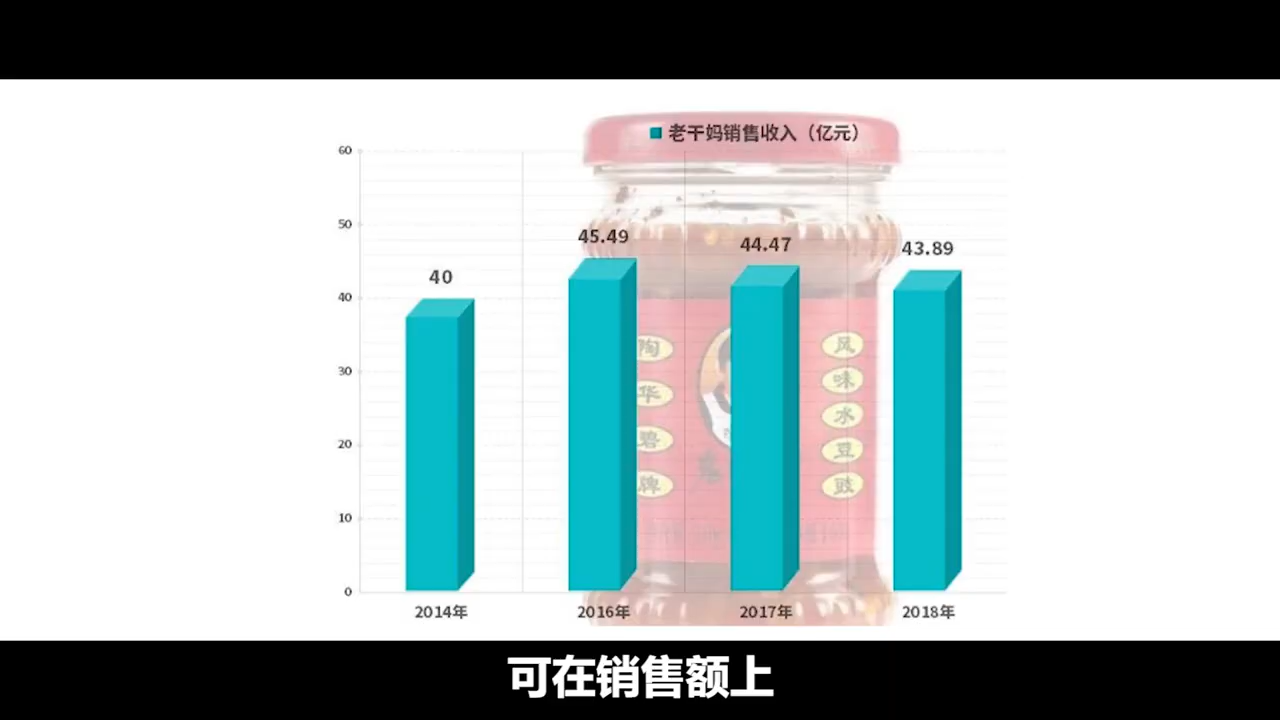 老干妈销售收入（亿元）
60
50
40
30
20
10
0
40
45.49
44.47
43.89
2014年
2016年
2017年
2018年
陶华碧牌
风味水豆豉
可在销售额上